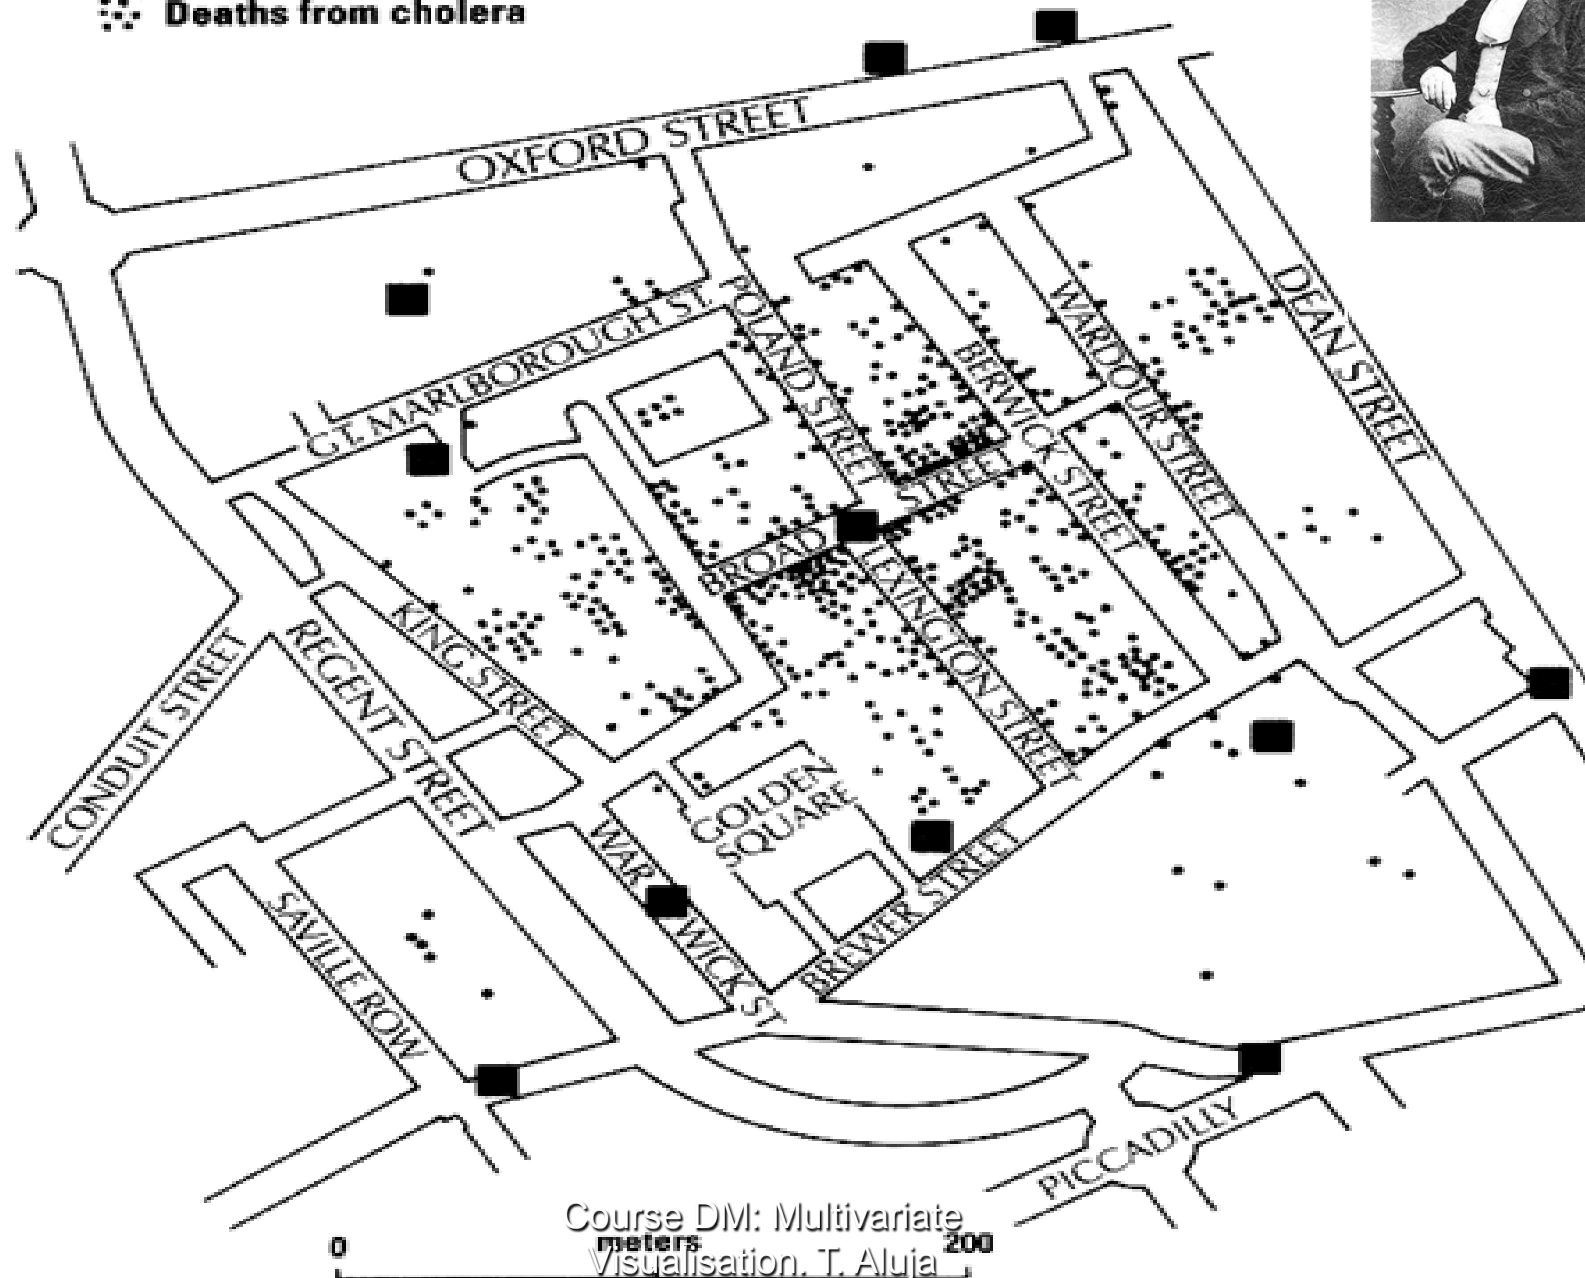 Deaths from cholera
OXFORD STREET
GT. MARLBOROUGH ST.
POLAND STREET
BERWICK STREET
WARDOUR STREET
DEAN STREET
BROAD STREET
LEXINGTON STREET
KING STREET
REGENT STREET
CONDUIT STREET
GOLDEN
SQUARE
WARWICK ST.
BREWER STREET
SAVILLE ROW
PICCADILLY
Course DM: Multivariate
Visualisation. T. Aluja
0 meters 200